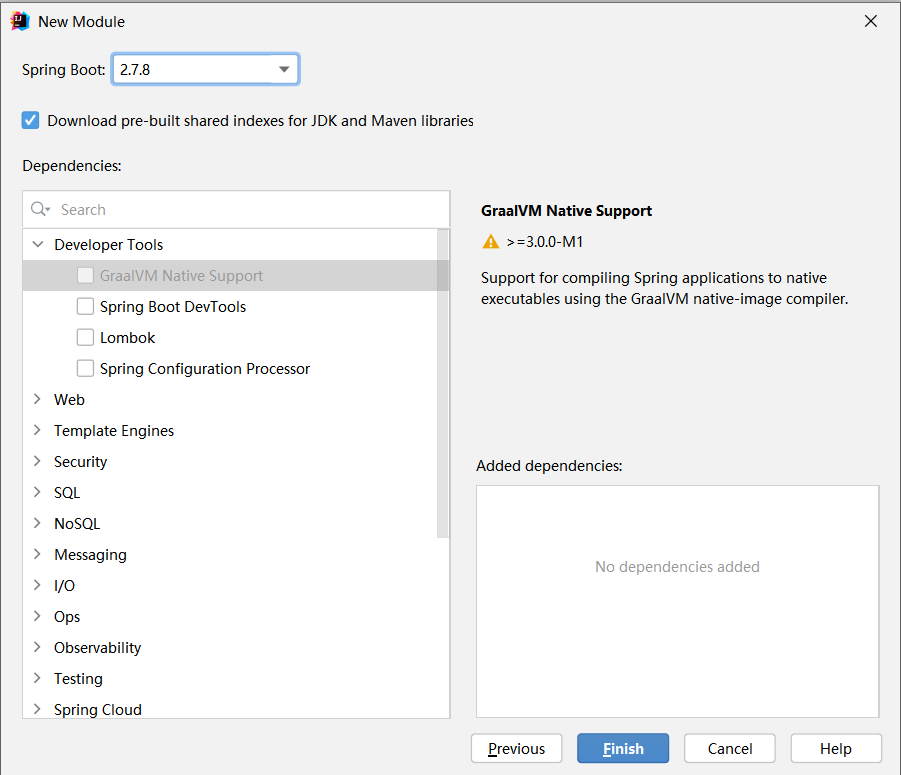 New Module
Spring Boot: 2.7.8
Download pre-built shared indexes for JDK and Maven libraries
Dependencies:
Search
Developer Tools
GraalVM Native Support
Spring Boot DevTools
Lombok
Spring Configuration Processor
Web
Template Engines
Security
SQL
NoSQL
Messaging
I/O
Ops
Observability
Testing
Spring Cloud
GraalVM Native Support
>=3.0.0-M1
Support for compiling Spring applications to native
executables using the GraalVM native-image compiler.
Added dependencies:
No dependencies added
Previous Finish Cancel Help